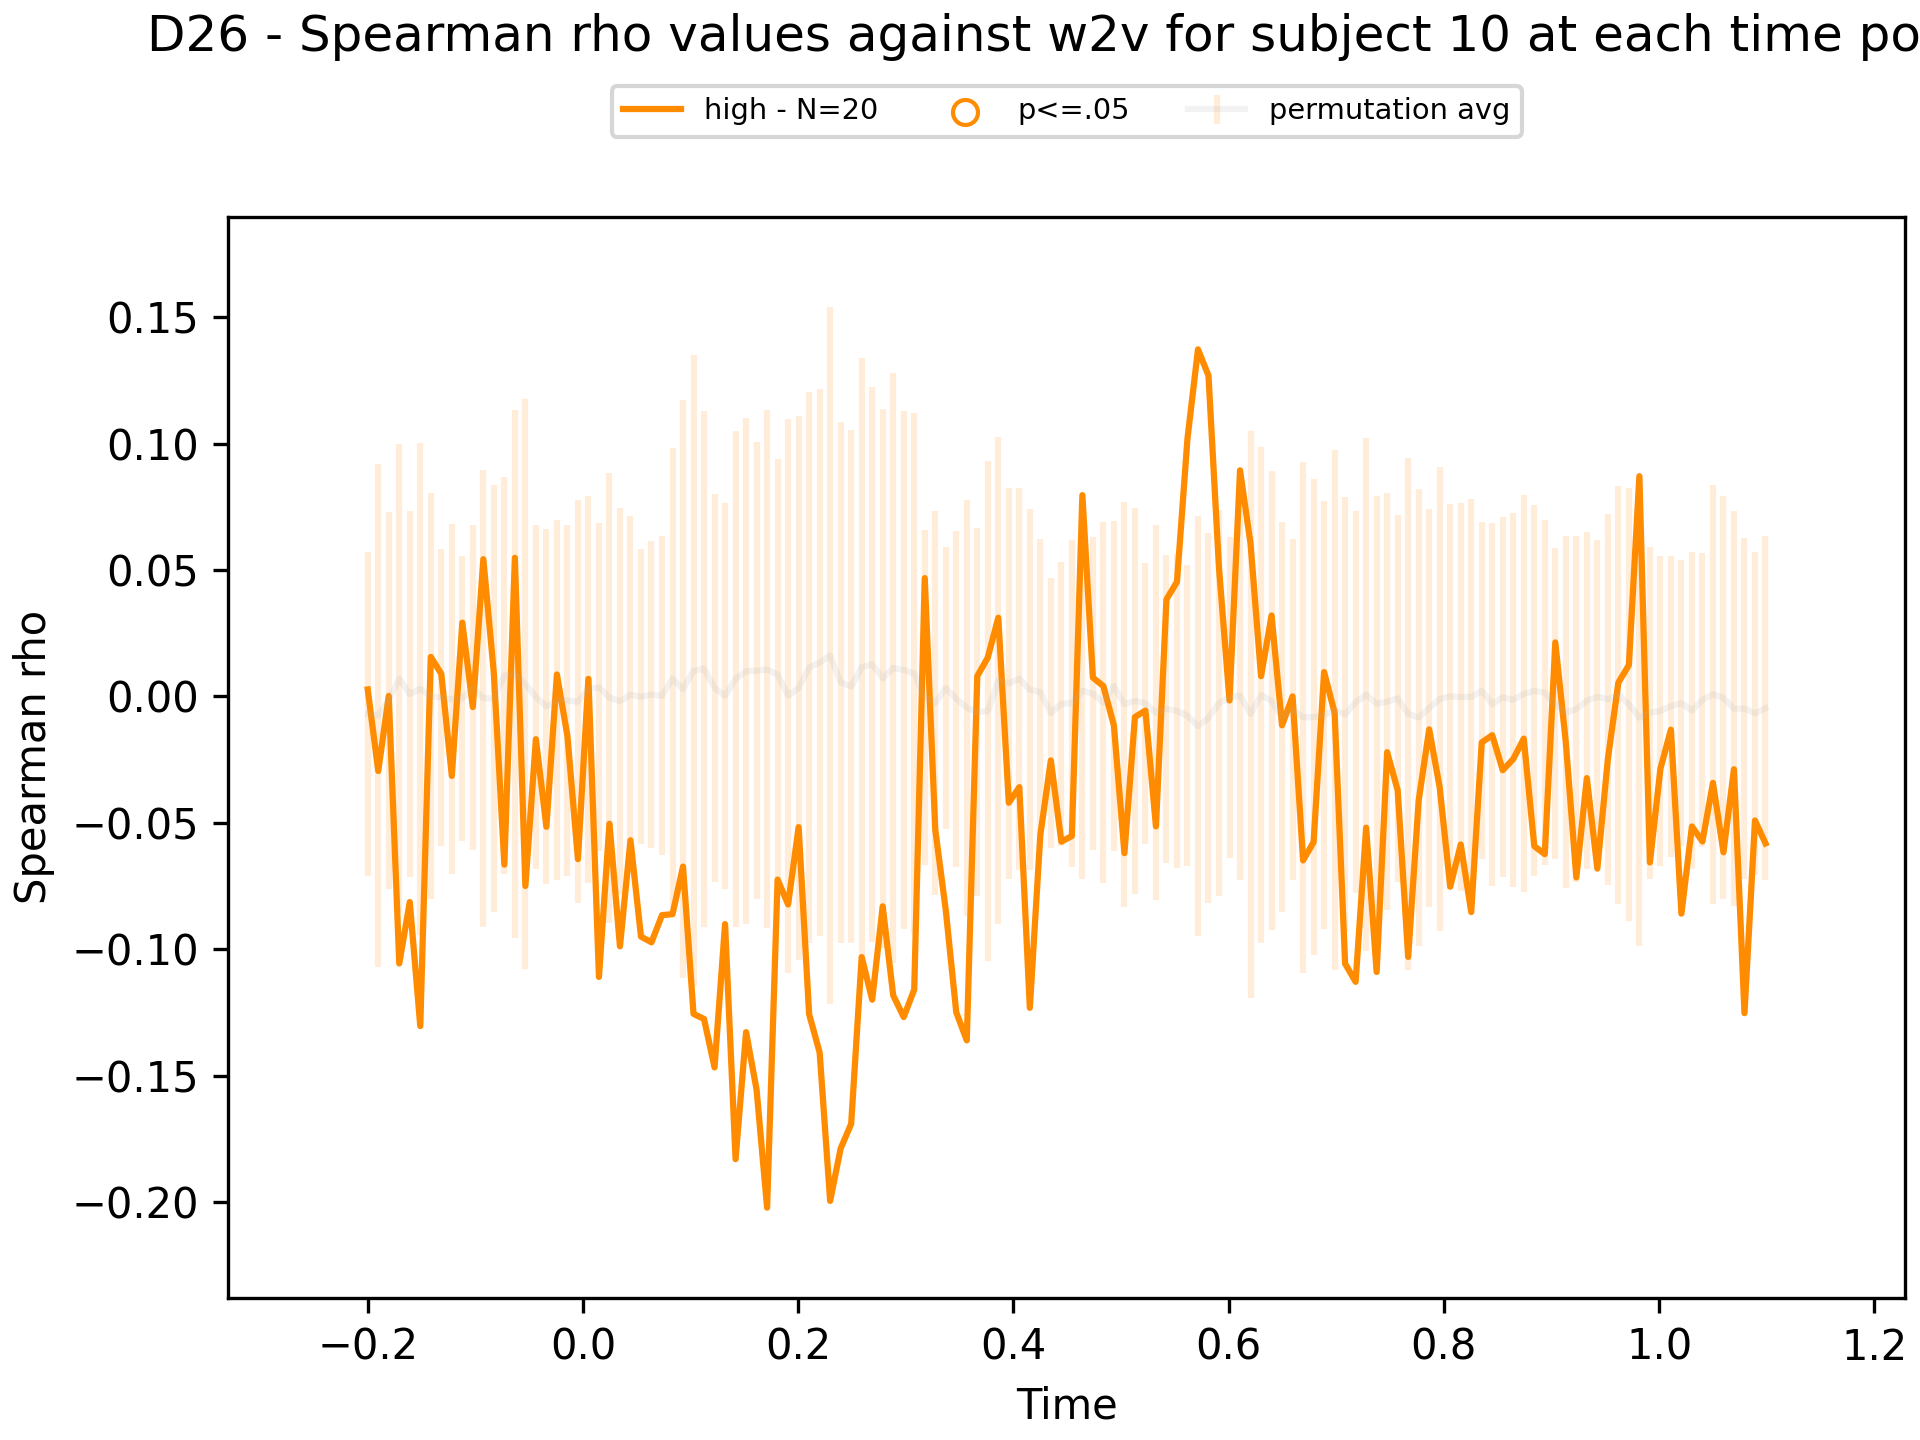 D26 - Spearman rho values against w2v for subject 10 at each time po
high - N=20 p<=.05 permutation avg
0.15
0.10
0.05
0.00
−0.05
−0.10
−0.15
−0.20
Spearman rho
−0.2 0.0 0.2 0.4 0.6 0.8 1.0 1.2
Time